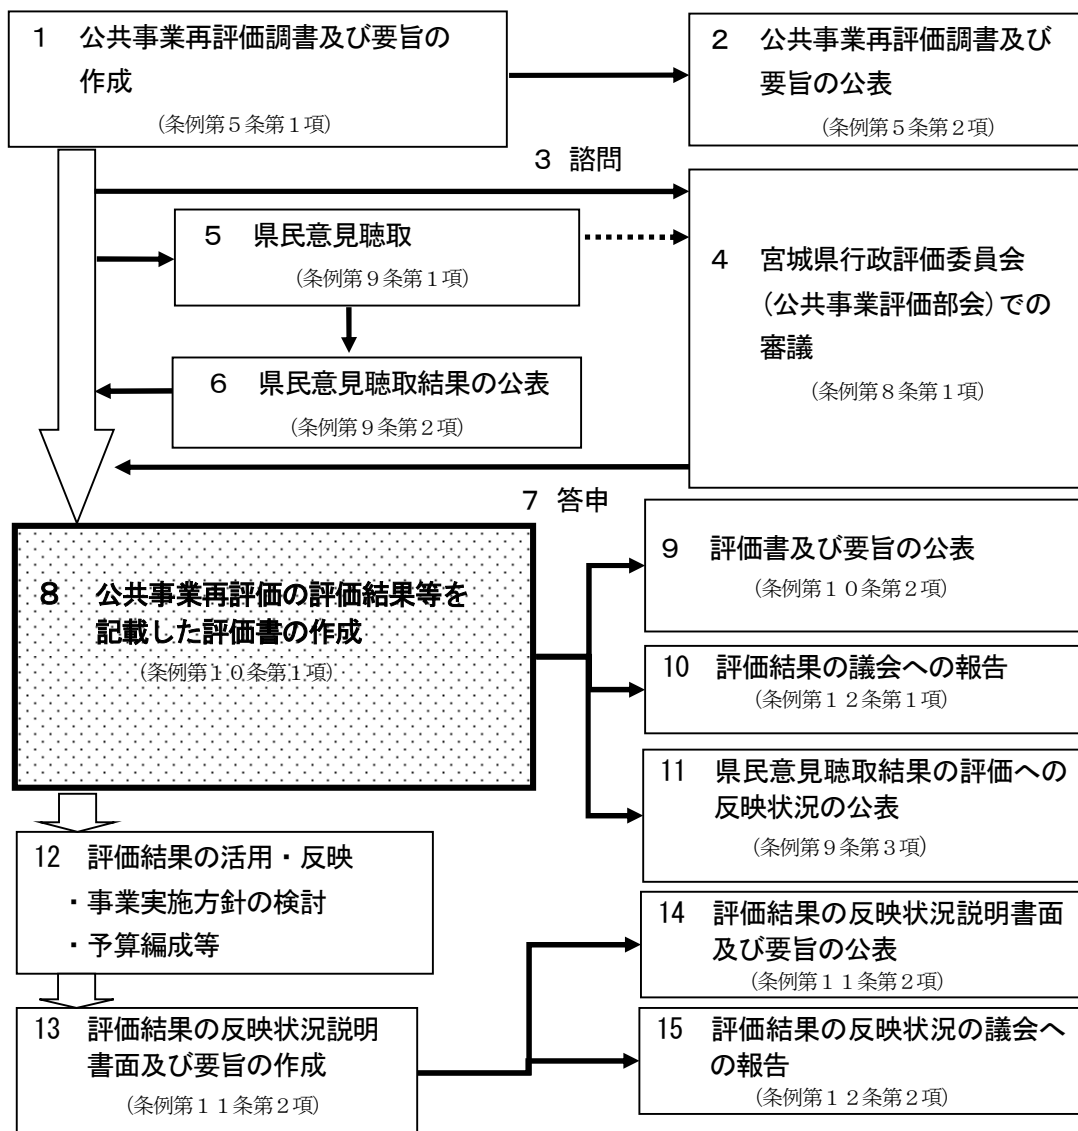 1 公共事業再評価調書及び要旨の
作成
(条例第5条第1項)
2 公共事業再評価調書及び
要旨の公表
(条例第5条第2項)
3 諮問
5 県民意見聴取
(条例第9条第1項)
4 宮城県行政評価委員会
(公共事業評価部会)での
審議
(条例第8条第1項)
6 県民意見聴取結果の公表
(条例第9条第2項)
7 答申
8 公共事業再評価の評価結果等を
記載した評価書の作成
(条例第10条第1項)
9 評価書及び要旨の公表
(条例第10条第2項)
10 評価結果の議会への報告
(条例第12条第1項)
11 県民意見聴取結果の評価への
反映状況の公表
(条例第9条第3項)
12 評価結果の活用・反映
・事業実施方針の検討
・予算編成等
13 評価結果の反映状況説明
書面及び要旨の作成
(条例第11条第2項)
14 評価結果の反映状況説明書面
及び要旨の公表
(条例第11条第2項)
15 評価結果の反映状況の議会へ
の報告
(条例第12条第2項)